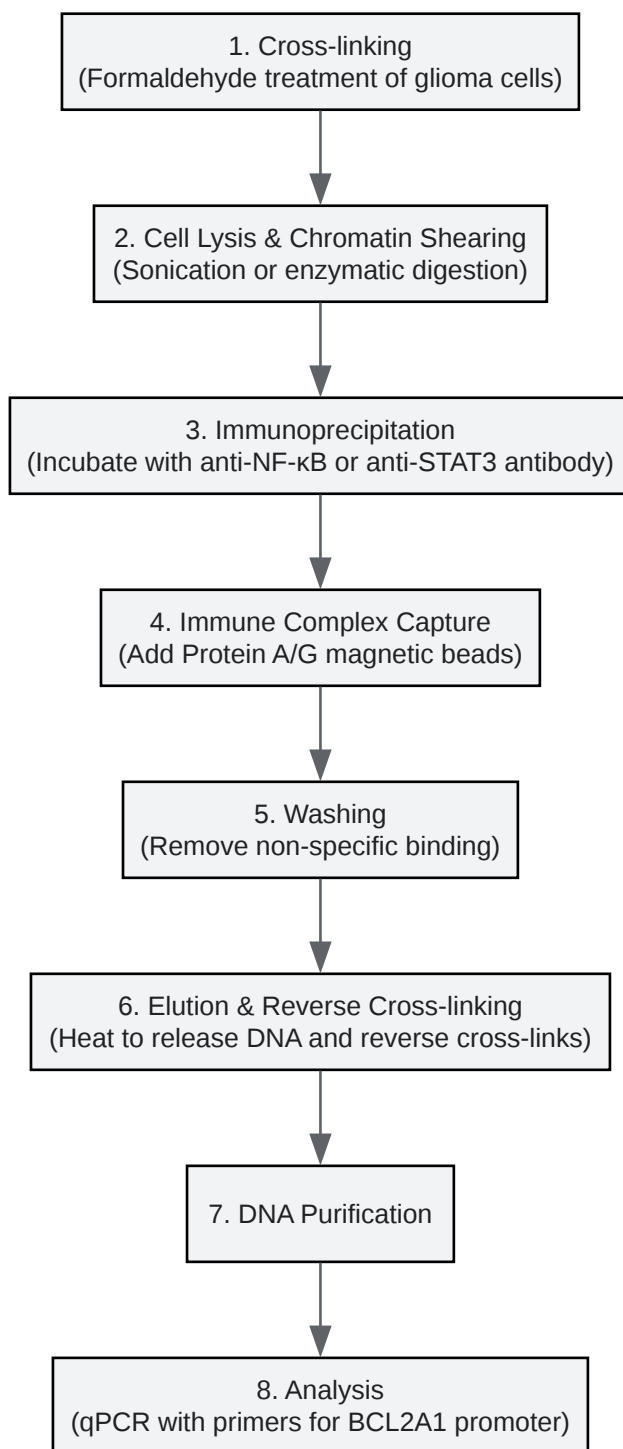 1. Cross-linking
(Formaldehyde treatment of glioma cells)
2. Cell Lysis & Chromatin Shearing
(Sonication or enzymatic digestion)
3. Immunoprecipitation
(Incubate with anti-NF-κB or anti-STAT3 antibody)
4. Immune Complex Capture
(Add Protein A/G magnetic beads)
5. Washing
(Remove non-specific binding)
6. Elution & Reverse Cross-linking
(Heat to release DNA and reverse cross-links)
7. DNA Purification
8. Analysis
(qPCR with primers for BCL2A1 promoter)